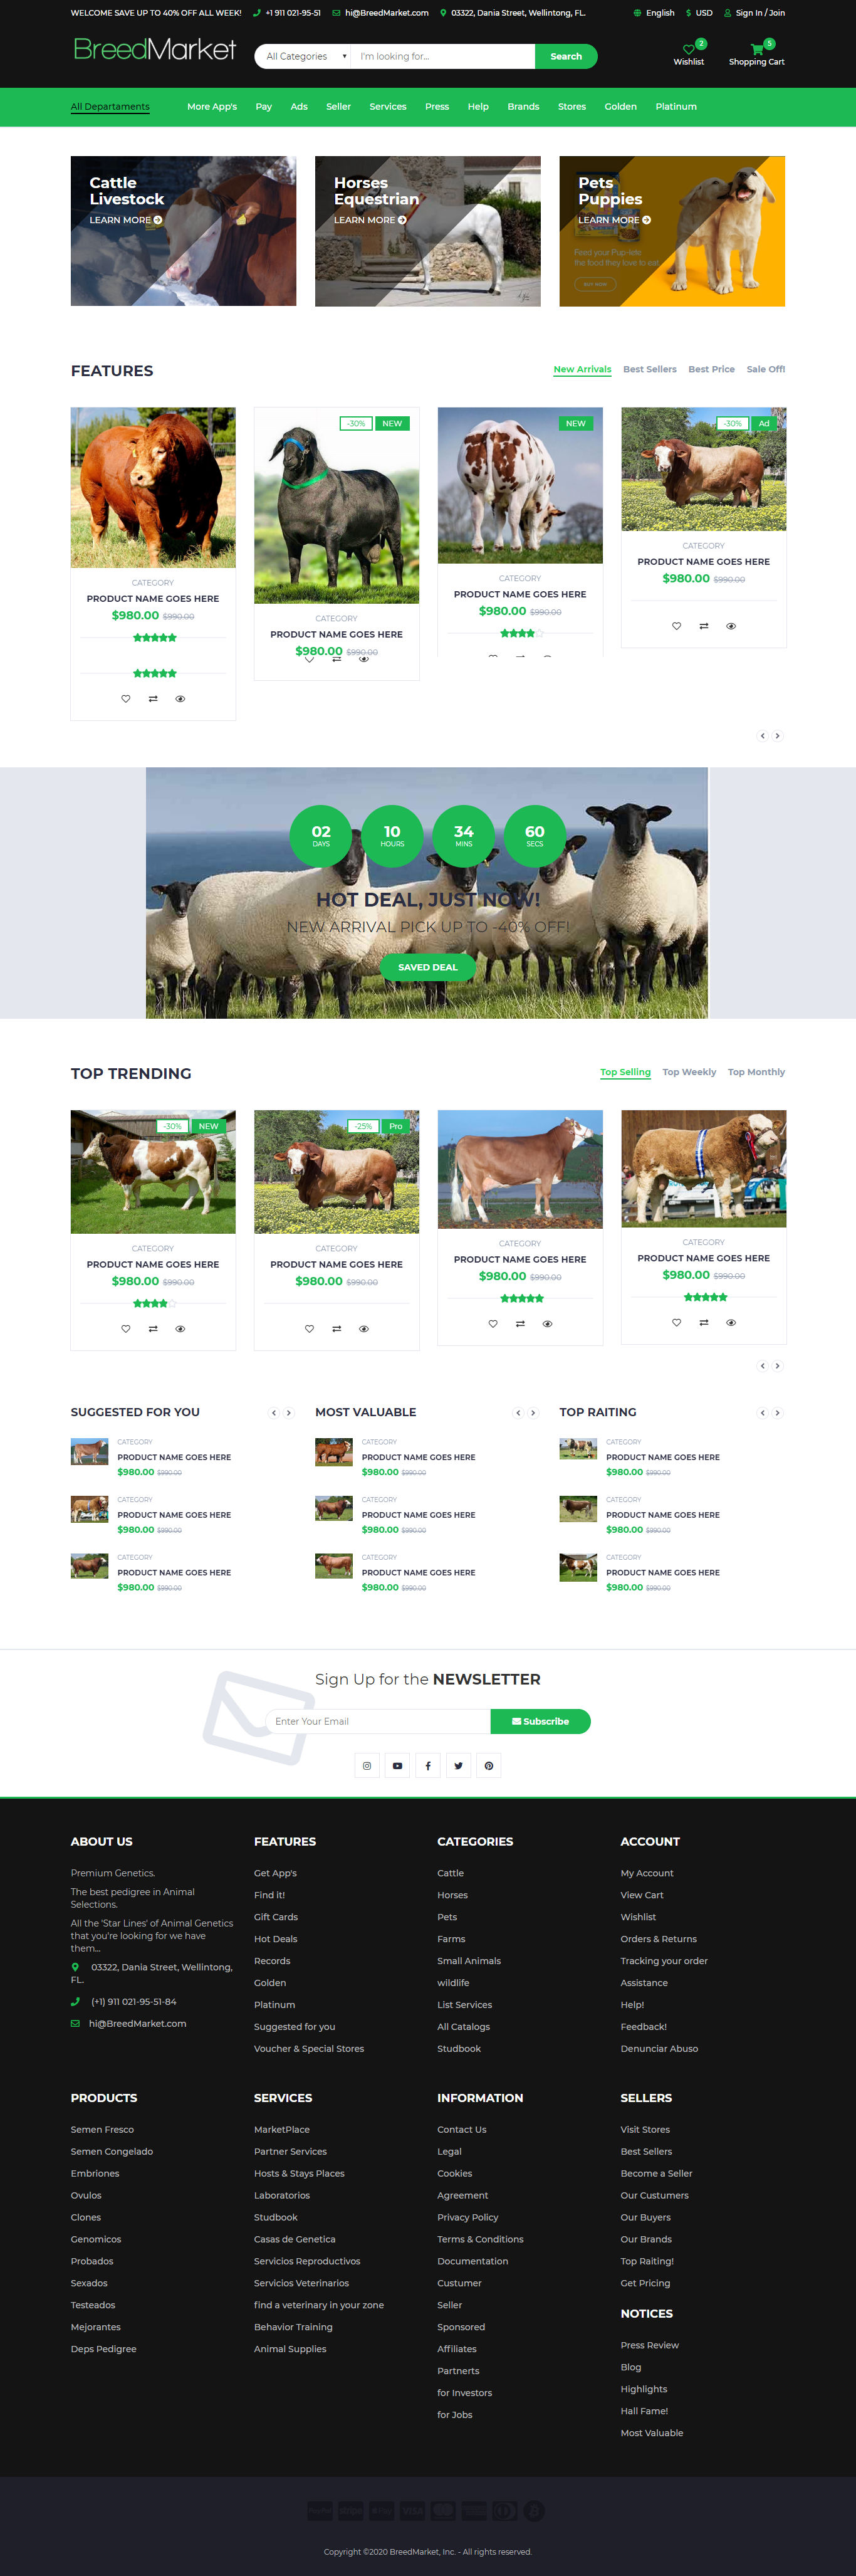 WELCOME SAVE UP TO 40% OFF ALL WEEK! +1 911 021-95-51 hi@BreedMarket.com 03322, Dania Street, Wellintong, FL. English $ USD Sign In / Join
BreedMarket
All Categories I'm looking for... Search
2 5
Wishlist Shopping Cart
All Departaments More App's Pay Ads Seller Services Press Help Brands Stores Golden Platinum
Cattle
Livestock
LEARN MORE
Horses
Equestrian
LEARN MORE
Pets
Puppies
LEARN MORE
Feed your Pup-lets
the food they love to eat
BUY NOW
FEATURES
New Arrivals Best Sellers Best Price Sale Off!
CATEGORY
PRODUCT NAME GOES HERE
$980.00 $990.00
-30% NEW
CATEGORY
PRODUCT NAME GOES HERE
$980.00 $990.00
NEW
CATEGORY
PRODUCT NAME GOES HERE
$980.00 $990.00
-30% Ad
CATEGORY
PRODUCT NAME GOES HERE
$980.00 $990.00
02 10 34 60
DAYS HOURS MINS SECS
HOT DEAL, JUST NOW!
NEW ARRIVAL PICK UP TO -40% OFF!
SAVED DEAL
TOP TRENDING
Top Selling Top Weekly Top Monthly
-30% NEW
CATEGORY
PRODUCT NAME GOES HERE
$980.00 $990.00
-25% Pro
CATEGORY
PRODUCT NAME GOES HERE
$980.00 $990.00
CATEGORY
PRODUCT NAME GOES HERE
$980.00 $990.00
CATEGORY
PRODUCT NAME GOES HERE
$980.00 $990.00
SUGGESTED FOR YOU
CATEGORY
PRODUCT NAME GOES HERE
$980.00 $990.00
CATEGORY
PRODUCT NAME GOES HERE
$980.00 $990.00
CATEGORY
PRODUCT NAME GOES HERE
$980.00 $990.00
MOST VALUABLE
CATEGORY
PRODUCT NAME GOES HERE
$980.00 $990.00
CATEGORY
PRODUCT NAME GOES HERE
$980.00 $990.00
CATEGORY
PRODUCT NAME GOES HERE
$980.00 $990.00
TOP RAITING
CATEGORY
PRODUCT NAME GOES HERE
$980.00 $990.00
CATEGORY
PRODUCT NAME GOES HERE
$980.00 $990.00
CATEGORY
PRODUCT NAME GOES HERE
$980.00 $990.00
Sign Up for the NEWSLETTER
Enter Your Email Subscribe
ABOUT US
Premium Genetics.
The best pedigree in Animal
Selections.
All the 'Star Lines' of Animal Genetics
that you're looking for we have
them...
03322, Dania Street, Wellintong,
FL.
(+1) 911 021-95-51-84
hi@BreedMarket.com
FEATURES
Get App's
Find it!
Gift Cards
Hot Deals
Records
Golden
Platinum
Suggested for you
Voucher & Special Stores
CATEGORIES
Cattle
Horses
Pets
Farms
Small Animals
wildlife
List Services
All Catalogs
Studbook
ACCOUNT
My Account
View Cart
Wishlist
Orders & Returns
Tracking your order
Assistance
Help!
Feedback!
Denunciar Abuso
PRODUCTS
Semen Fresco
Semen Congelado
Embriones
Ovulos
Clones
Genomicos
Probados
Sexados
Testeados
Mejorantes
Deps Pedigree
SERVICES
MarketPlace
Partner Services
Hosts & Stays Places
Laboratorios
Studbook
Casas de Genetica
Servicios Reproductivos
Servicios Veterinarios
find a veterinary in your zone
Behavior Training
Animal Supplies
INFORMATION
Contact Us
Legal
Cookies
Agreement
Privacy Policy
Terms & Conditions
Documentation
Custumer
Seller
Sponsored
Affiliates
Partnerts
for Investors
for Jobs
SELLERS
Visit Stores
Best Sellers
Become a Seller
Our Custumers
Our Buyers
Our Brands
Top Raiting!
Get Pricing
NOTICES
Press Review
Blog
Highlights
Hall Fame!
Most Valuable
VISA
Copyright ©2020 BreedMarket, Inc. - All rights reserved.